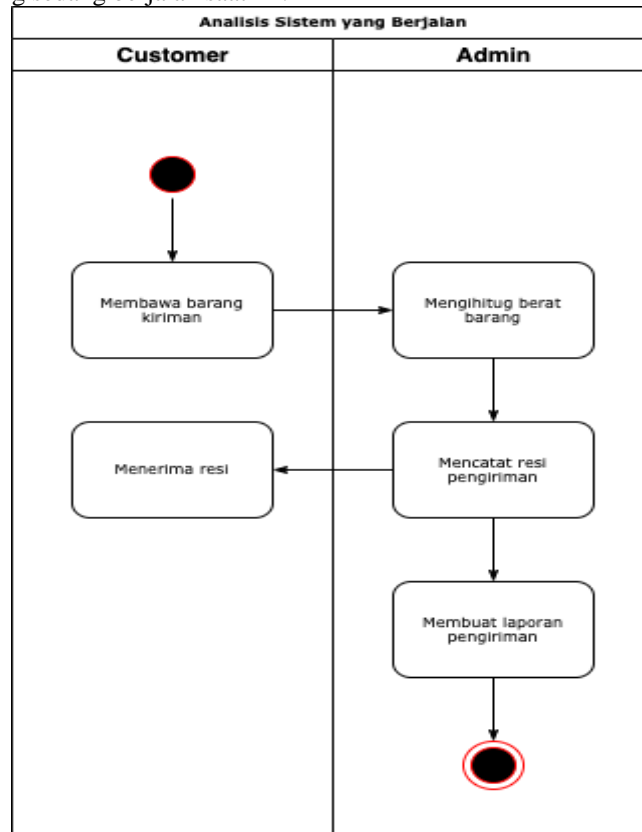 Analisis Sistem yang Berjalan
Customer
Admin
Membawa barang
kiriman
Mengihitug berat
barang
Menerima resi
Mencatat resi
pengiriman
Membuat laporan
pengiriman